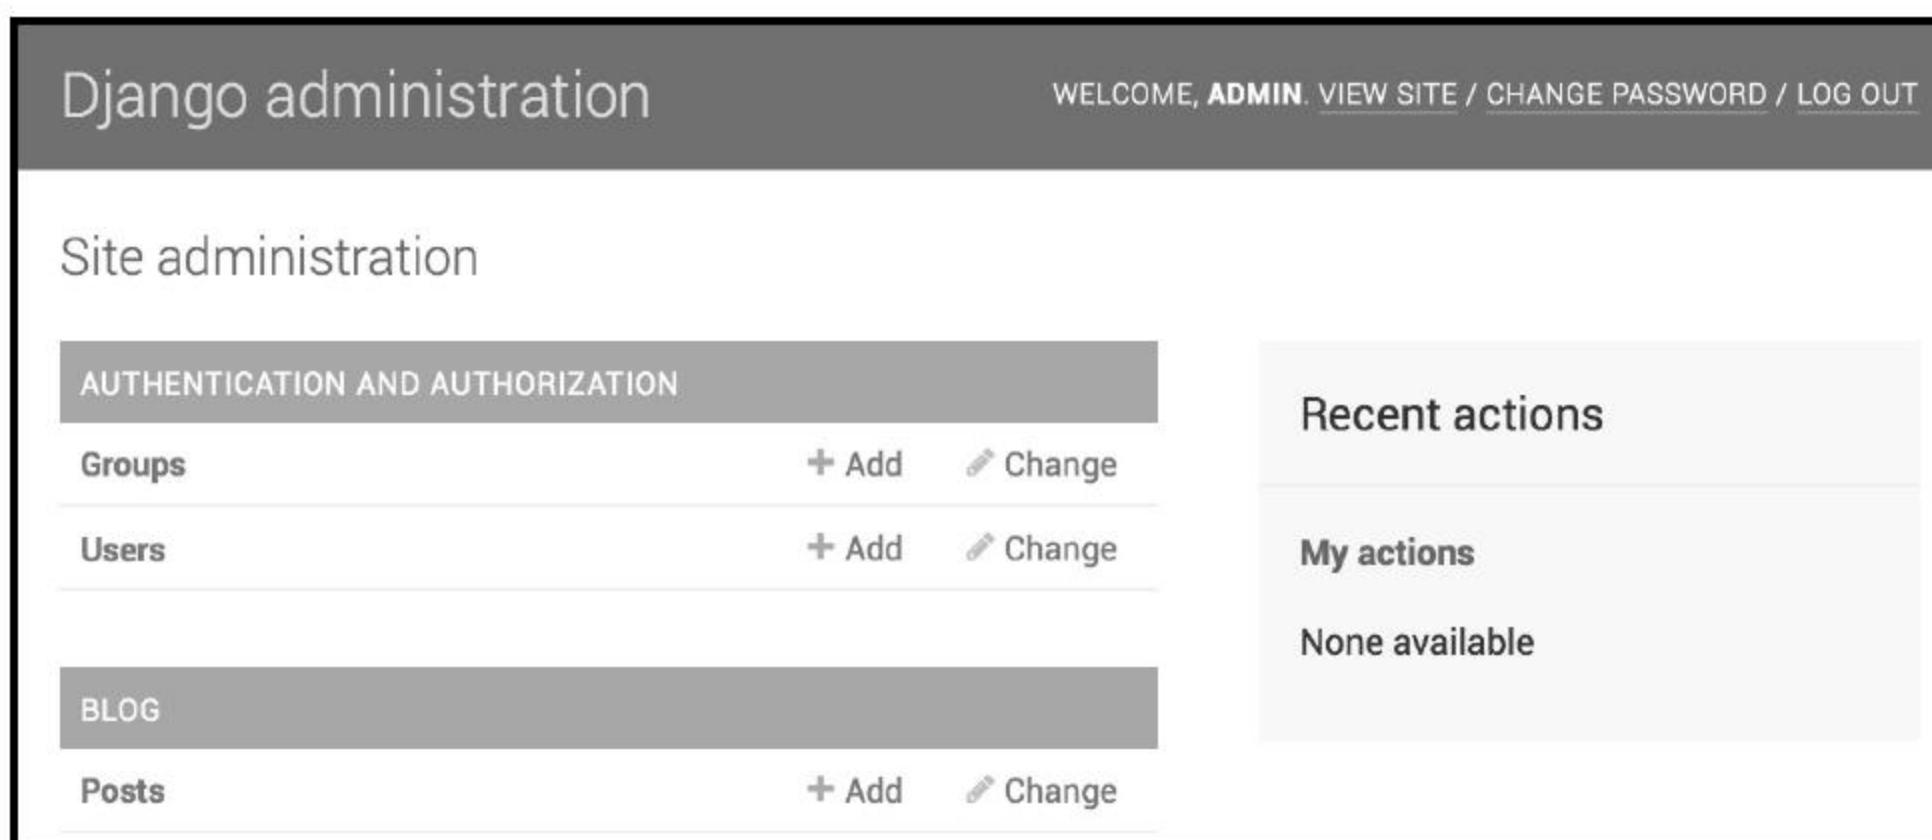 Django administration
WELCOME, ADMIN. VIEW SITE / CHANGE PASSWORD / LOG OUT
Site administration
AUTHENTICATION AND AUTHORIZATION
Groups + Add Change
Users + Add Change
BLOG
Posts + Add Change
Recent actions
My actions
None available